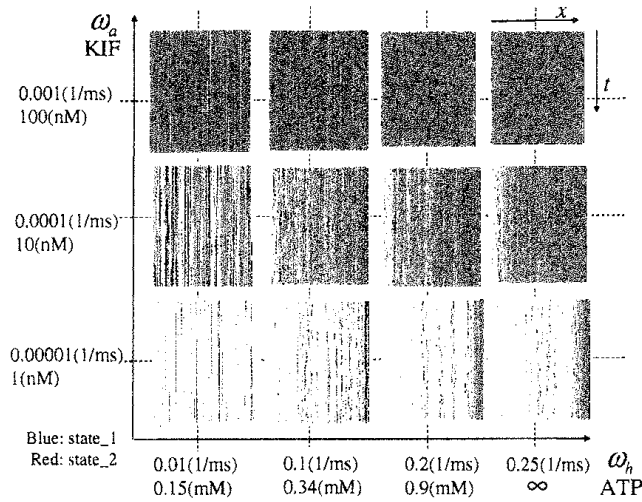 ω_a
KIF
x
t
0.001(1/ms)
100(nM)
0.0001(1/ms)
10(nM)
0.00001(1/ms)
1(nM)
Blue: state_1
Red: state_2
0.01(1/ms) 0.1(1/ms) 0.2(1/ms) 0.25(1/ms) ω_h
0.15(mM) 0.34(mM) 0.9(mM) ∞ ATP